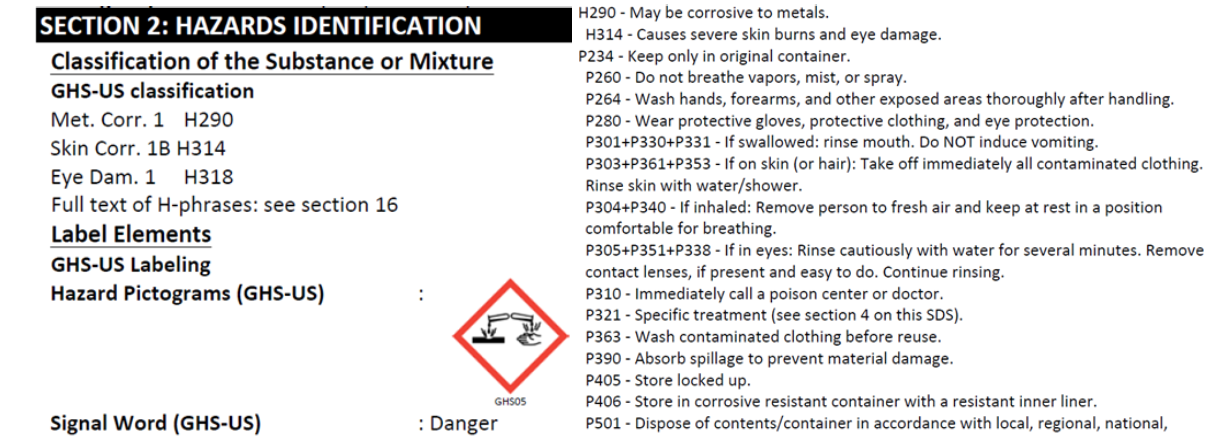 SECTION 2: HAZARDS IDENTIFICATION
Classification of the Substance or Mixture
GHS-US classification
Met. Corr. 1 H290
Skin Corr. 1B H314
Eye Dam. 1 H318
Full text of H-phrases: see section 16
Label Elements
GHS-US Labeling
Hazard Pictograms (GHS-US) :
GHS05
Signal Word (GHS-US) : Danger
H290 - May be corrosive to metals.
H314 - Causes severe skin burns and eye damage.
P234 - Keep only in original container.
P260 - Do not breathe vapors, mist, or spray.
P264 - Wash hands, forearms, and other exposed areas thoroughly after handling.
P280 - Wear protective gloves, protective clothing, and eye protection.
P301+P330+P331 - If swallowed: rinse mouth. Do NOT induce vomiting.
P303+P361+P353 - If on skin (or hair): Take off immediately all contaminated clothing.
Rinse skin with water/shower.
P304+P340 - If inhaled: Remove person to fresh air and keep at rest in a position
comfortable for breathing.
P305+P351+P338 - If in eyes: Rinse cautiously with water for several minutes. Remove
contact lenses, if present and easy to do. Continue rinsing.
P310 - Immediately call a poison center or doctor.
P321 - Specific treatment (see section 4 on this SDS).
P363 - Wash contaminated clothing before reuse.
P390 - Absorb spillage to prevent material damage.
P405 - Store locked up.
P406 - Store in corrosive resistant container with a resistant inner liner.
P501 - Dispose of contents/container in accordance with local, regional, national,